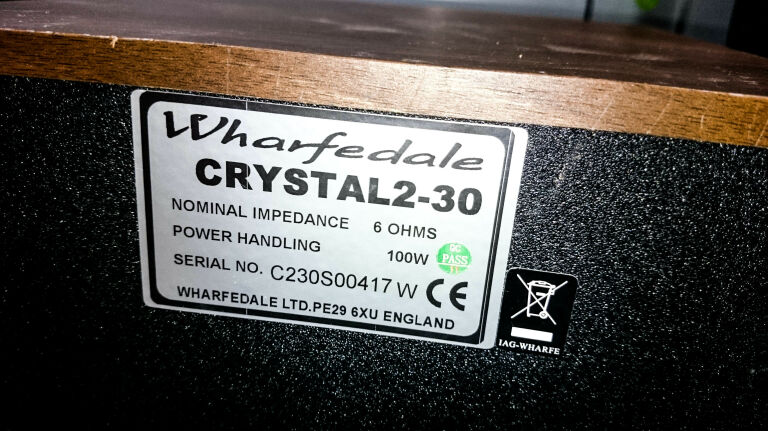 Wharfedale
CRYSTAL2-30
NOMINAL IMPEDANCE 6 OHMS
POWER HANDLING 100W
QC
PASS
SERIAL NO. C230S00417W CE
WHARFEDALE LTD.PE29 6XU ENGLAND
IAG-WHARFE